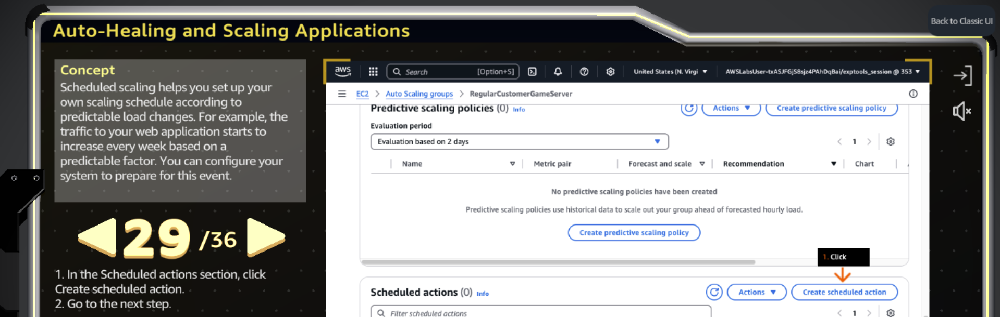 Back to Classic UI
Auto-Healing and Scaling Applications
Concept
Scheduled scaling helps you set up your
own scaling schedule according to
predictable load changes. For example, the
traffic to your web application starts to
increase every week based on a
predictable factor. You can configure your
system to prepare for this event.
29 /36
1. In the Scheduled actions section, click
Create scheduled action.
2. Go to the next step.
aws Search [Option+S] United States (N. Virgi AWSLabsUser-txASJFGjS8sjz4PAhDqBai/exptools_session @ 353
EC2 > Auto Scaling groups > RegularCustomerGameServer
Predictive scaling policies (0) Info Actions Create predictive scaling policy
Evaluation period
Evaluation based on 2 days 1
Name Metric pair Forecast and scale Recommendation Chart
No predictive scaling policies have been created
Predictive scaling policies use historical data to scale out your group ahead of forecasted hourly load.
Create predictive scaling policy
1. Click
Scheduled actions (0) Info Actions Create scheduled action
Filter scheduled actions 1